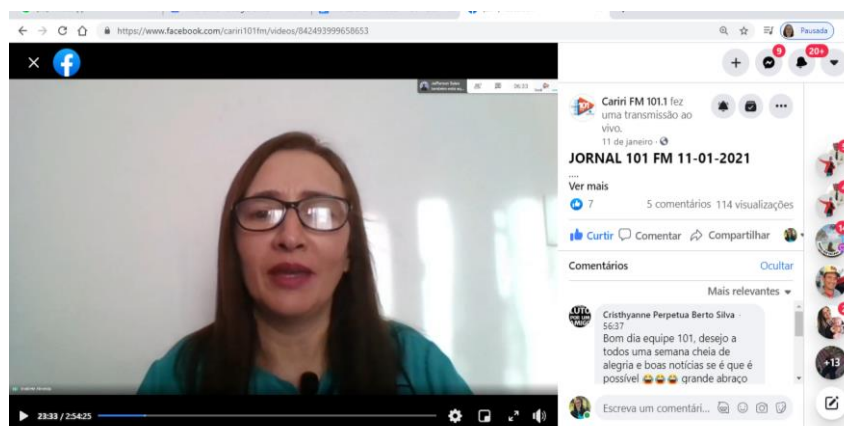 https://www.facebook.com/cariri101fm/videos/842493999658653
Pausada
9
20+
36:33
Cariri FM 101.1 fez
uma transmissão ao
vivo.
11 de janeiro ·
JORNAL 101 FM 11-01-2021
....
Ver mais
7
5 comentários 114 visualizações
Curtir Comentar Compartilhar
Comentários
Ocultar
Mais relevantes
Cristhyanne Perpetua Berto Silva ·
56:37
Bom dia equipe 101, desejo a
todos uma semana cheia de
alegria e boas notícias se é que é
possível 😂😂😂 grande abraço
Escreva um comentári...
+13
23:33 / 2:54:25